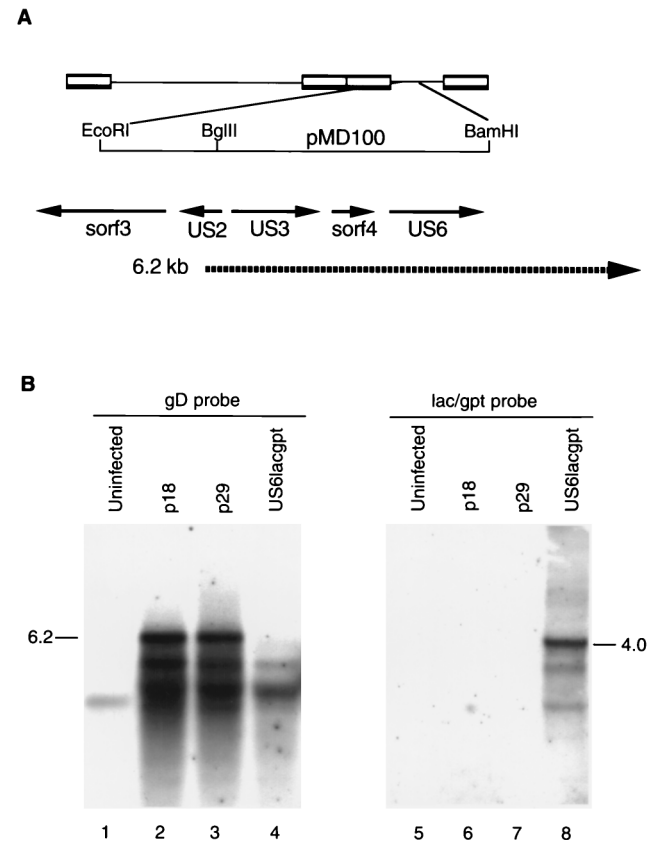 A
EcoRI BglII pMD100 BamHI
sorf3 US2 US3 sorf4 US6
6.2 kb
B
gD probe lac/gpt probe
Uninfected p18 p29 US6lacgpt Uninfected p18 p29 US6lacgpt
6.2 4.0
1 2 3 4 5 6 7 8